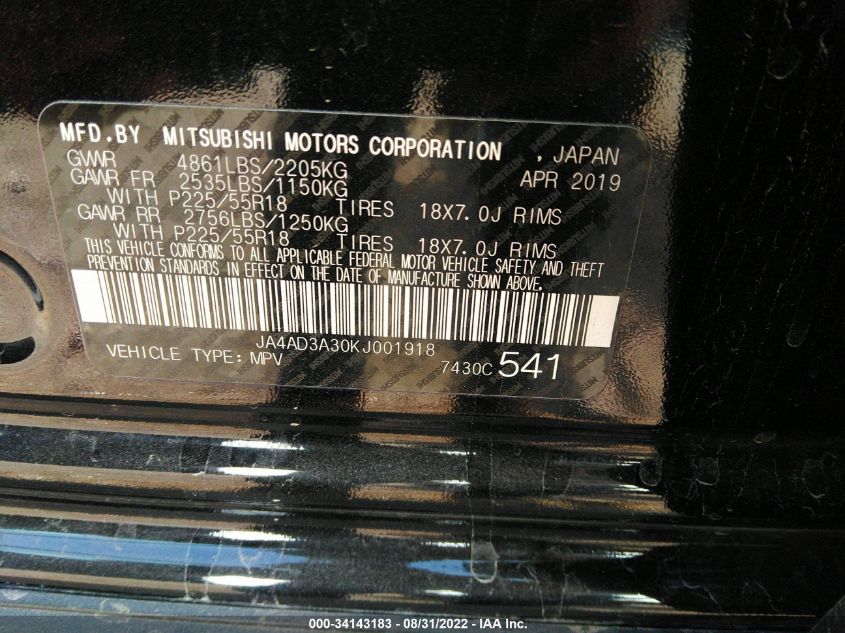 MFD.BY MITSUBISHI MOTORS CORPORATION , JAPAN
GVWR 4861LBS/2205KG APR 2019
GAWR FR 2535LBS/1150KG
WITH P225/55R18 TIRES 18X7.0J RIMS
GAWR RR 2756LBS/1250KG
WITH P225/55R18 TIRES 18X7.0J RIMS
THIS VEHICLE CONFORMS TO ALL APPLICABLE FEDERAL MOTOR VEHICLE SAFETY AND THEFT
PREVENTION STANDARDS IN EFFECT ON THE DATE OF MANUFACTURE SHOWN ABOVE.
JA4AD3A30KJ001918
VEHICLE TYPE:MPV 7430C 541
000-34143183 - 08/31/2022 - IAA Inc.